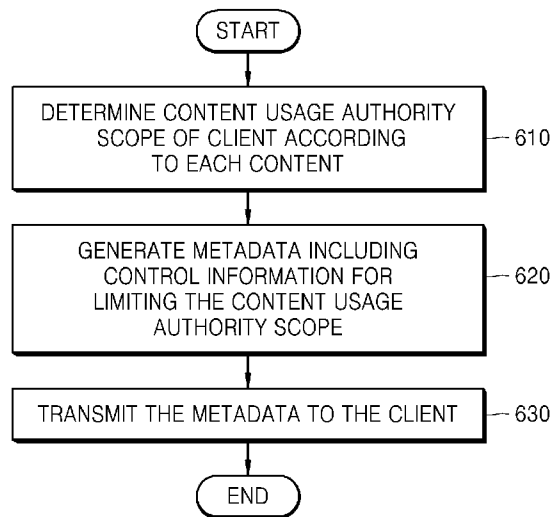 START
DETERMINE CONTENT USAGE AUTHORITY
SCOPE OF CLIENT ACCORDING
TO EACH CONTENT
610
GENERATE METADATA INCLUDING
CONTROL INFORMATION FOR
LIMITING THE CONTENT USAGE
AUTHORITY SCOPE
620
TRANSMIT THE METADATA TO THE CLIENT
630
END